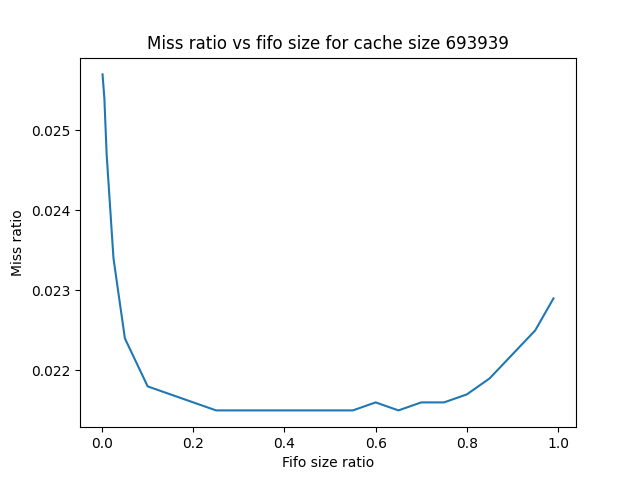 Miss ratio vs fifo size for cache size 693939
0.025
0.024
0.023
0.022
Miss ratio
0.0 0.2 0.4 0.6 0.8 1.0
Fifo size ratio